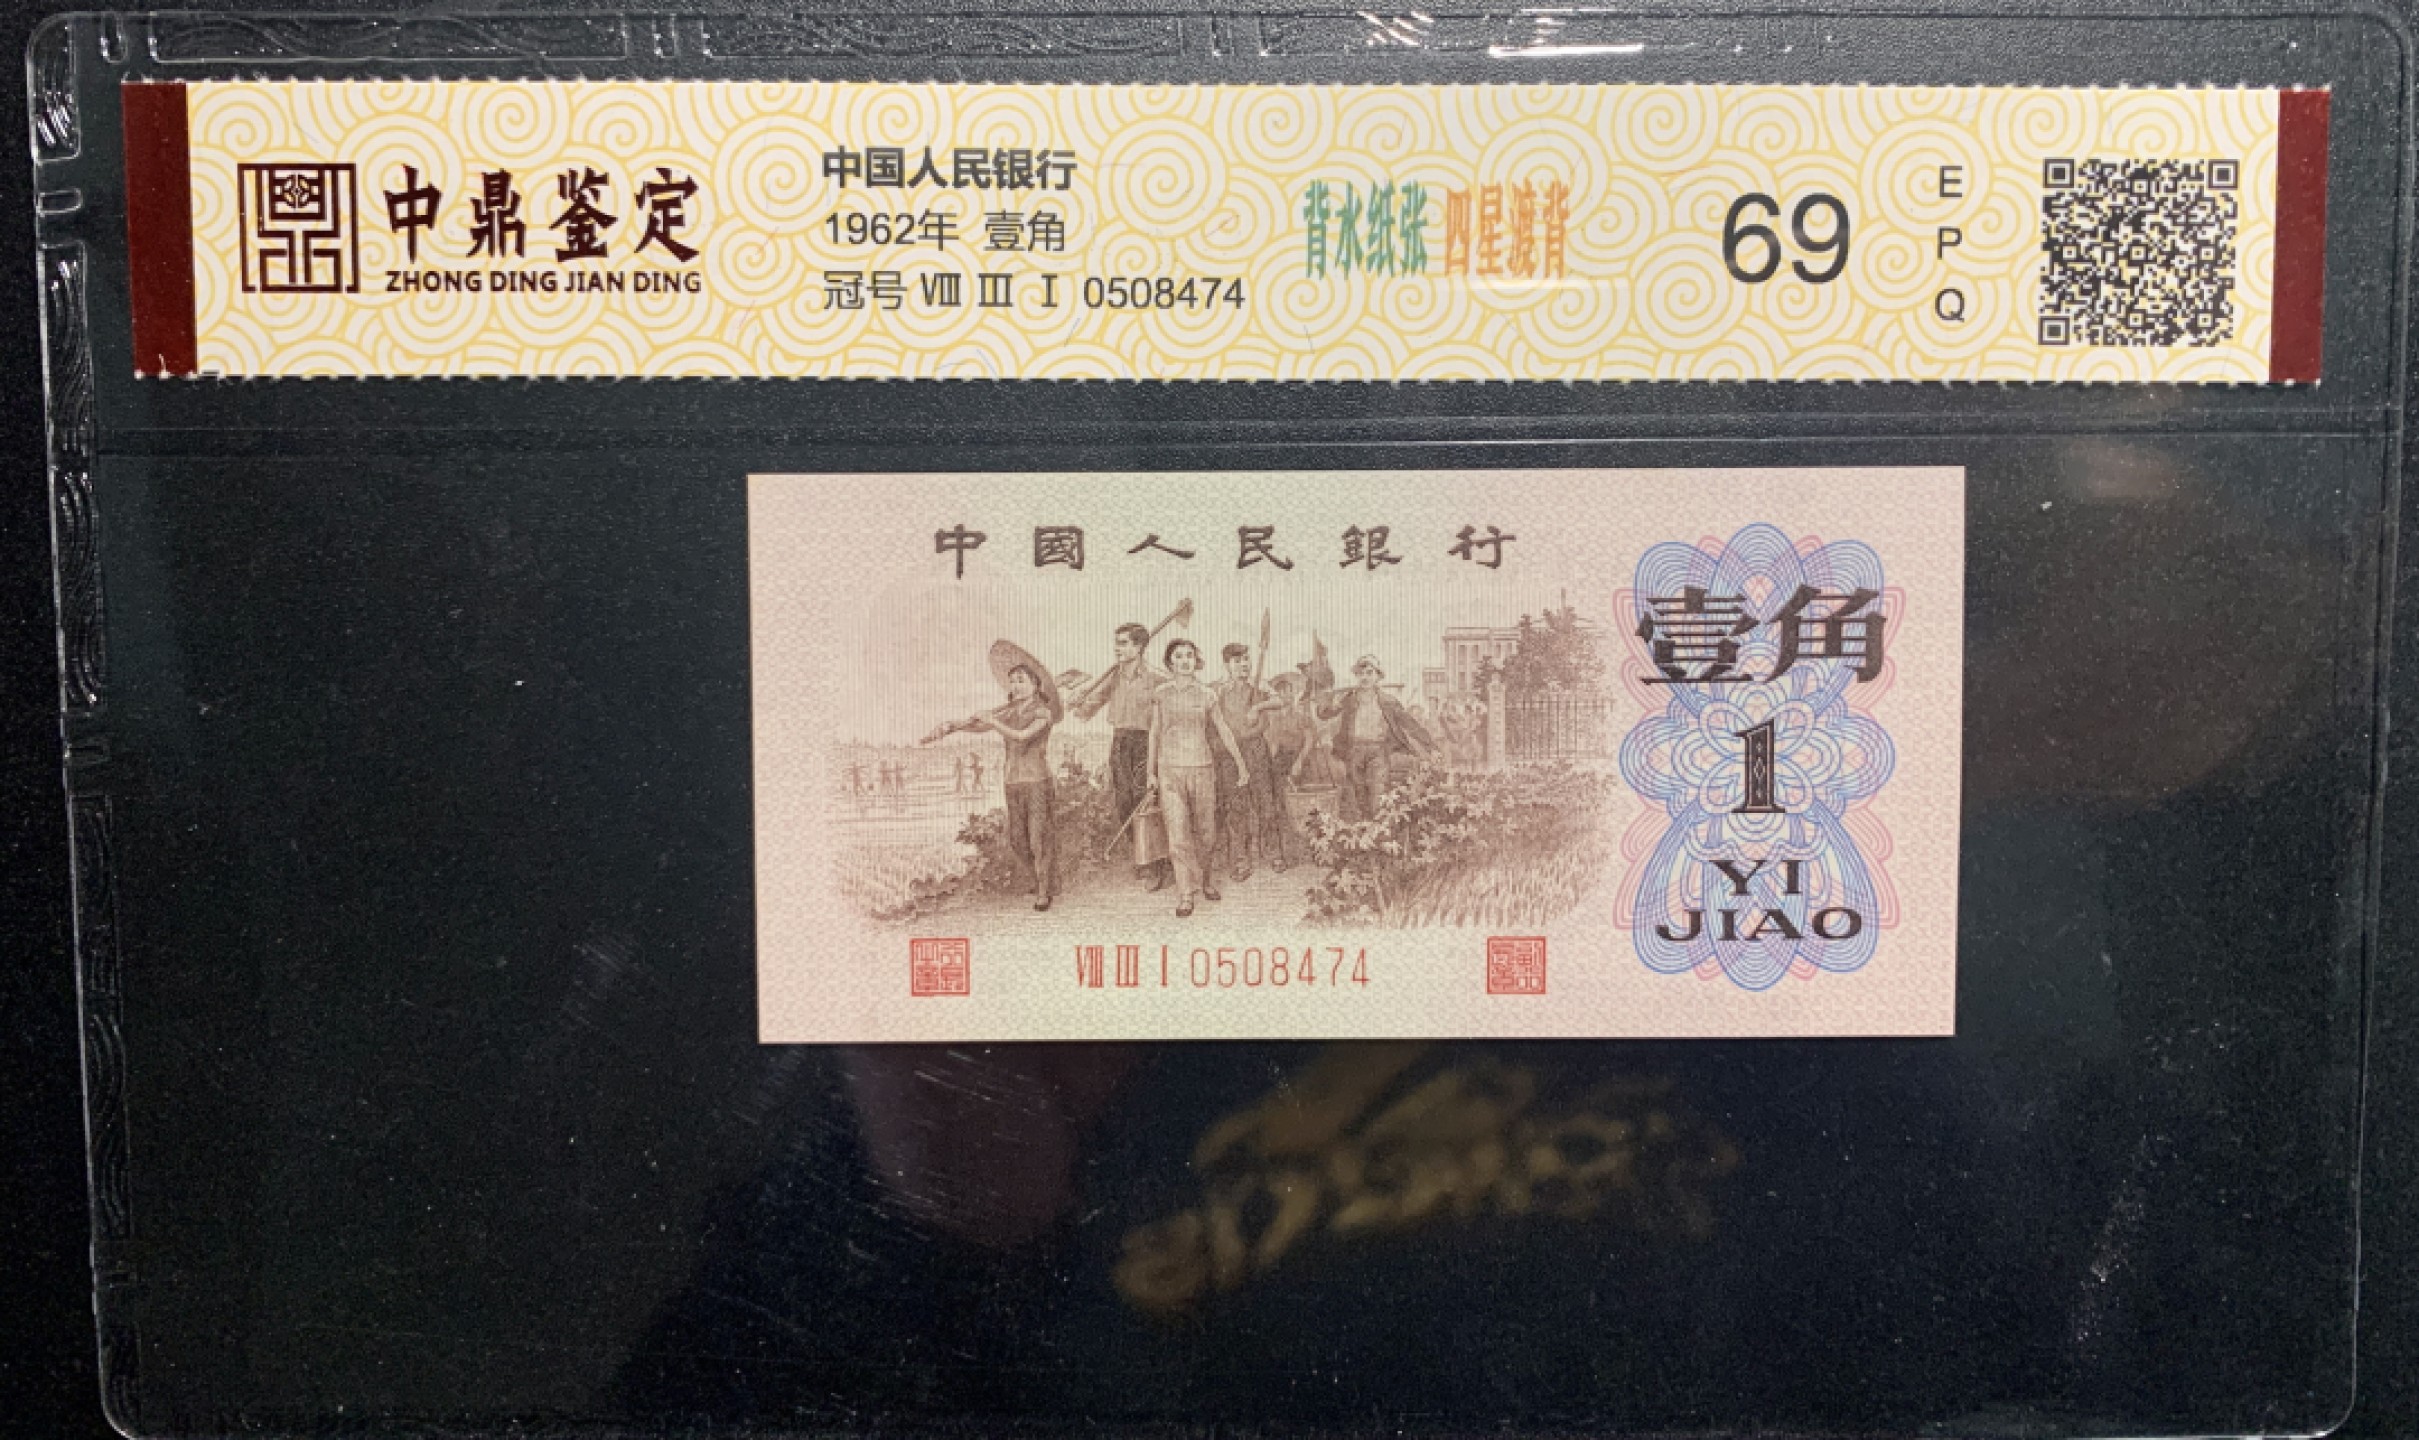 中鼎鉴定
ZHONG DING JIAN DING
中国人民银行
1962年 壹角
冠号 Ⅷ Ⅲ Ⅰ 0508474
背水纸张 四星渡背
69
EPQ
中國人民銀行
壹角
1
YI
JIAO
Ⅷ Ⅲ Ⅰ 0508474